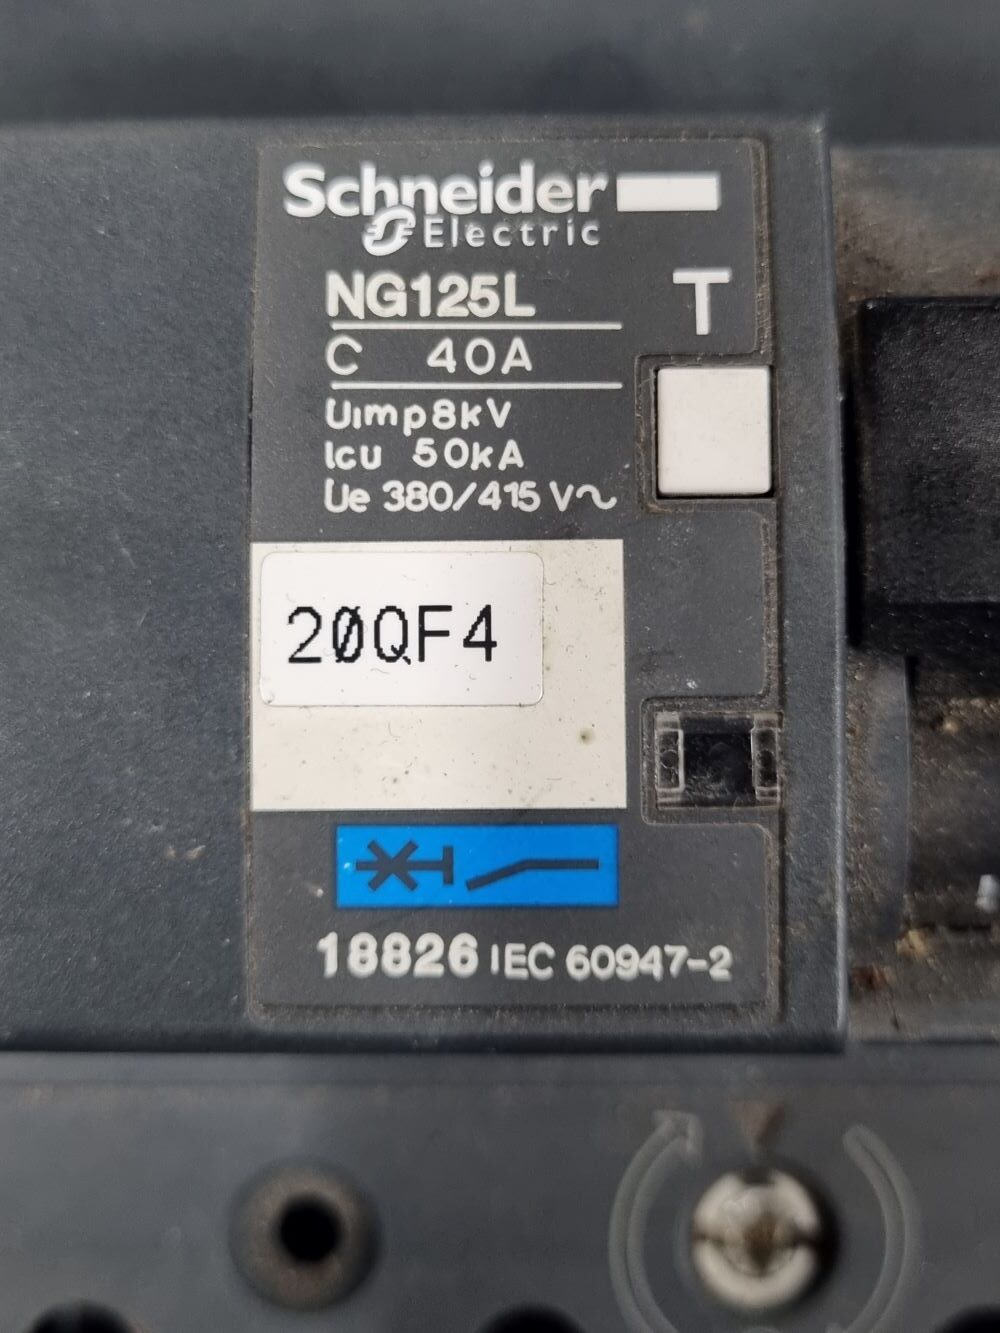 Schneider
Electric
NG125L
T
C 40A
Uimp 8kV
Icu 50kA
Ue 380/415 V~
20QF4
18826 IEC 60947-2